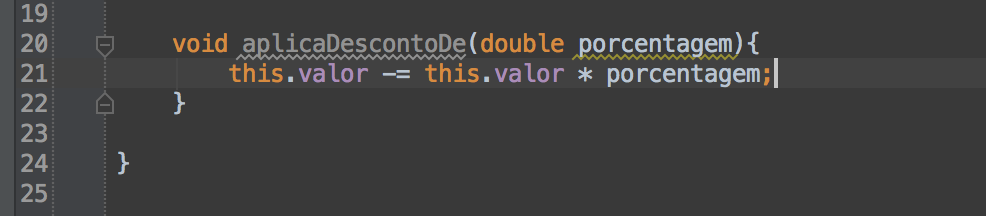 19
20 void aplicaDescontoDe(double porcentagem){
21 this.valor -= this.valor * porcentagem;
22 }
23
24 }
25